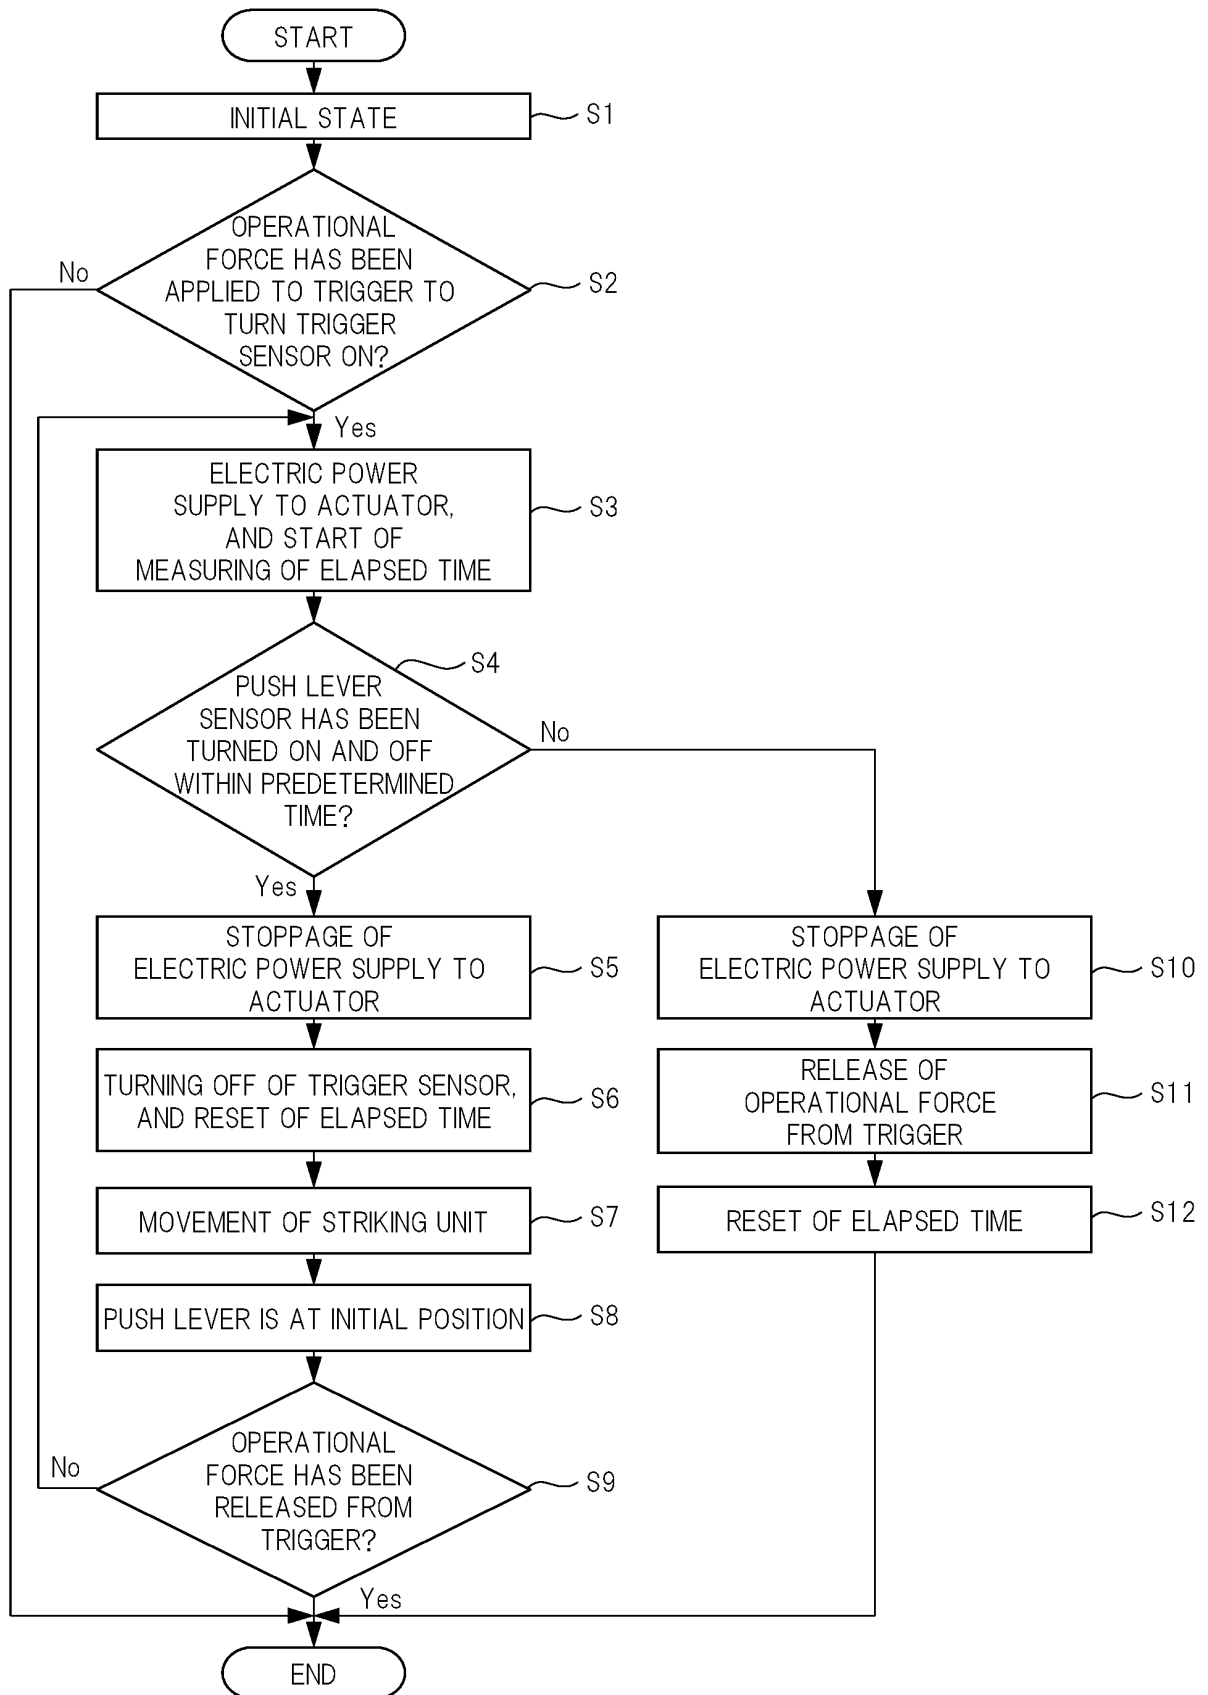 START
INITIAL STATE
S1
OPERATIONAL
FORCE HAS BEEN
APPLIED TO TRIGGER TO
TURN TRIGGER
SENSOR ON?
S2
No
Yes
ELECTRIC POWER
SUPPLY TO ACTUATOR,
AND START OF
MEASURING OF ELAPSED TIME
S3
PUSH LEVER
SENSOR HAS BEEN
TURNED ON AND OFF
WITHIN PREDETERMINED
TIME?
S4
No
Yes
STOPPAGE OF
ELECTRIC POWER SUPPLY TO
ACTUATOR
S5
STOPPAGE OF
ELECTRIC POWER SUPPLY TO
ACTUATOR
S10
TURNING OFF OF TRIGGER SENSOR,
AND RESET OF ELAPSED TIME
S6
RELEASE OF
OPERATIONAL FORCE
FROM TRIGGER
S11
MOVEMENT OF STRIKING UNIT
S7
RESET OF ELAPSED TIME
S12
PUSH LEVER IS AT INITIAL POSITION
S8
OPERATIONAL
FORCE HAS BEEN
RELEASED FROM
TRIGGER?
S9
No
Yes
END